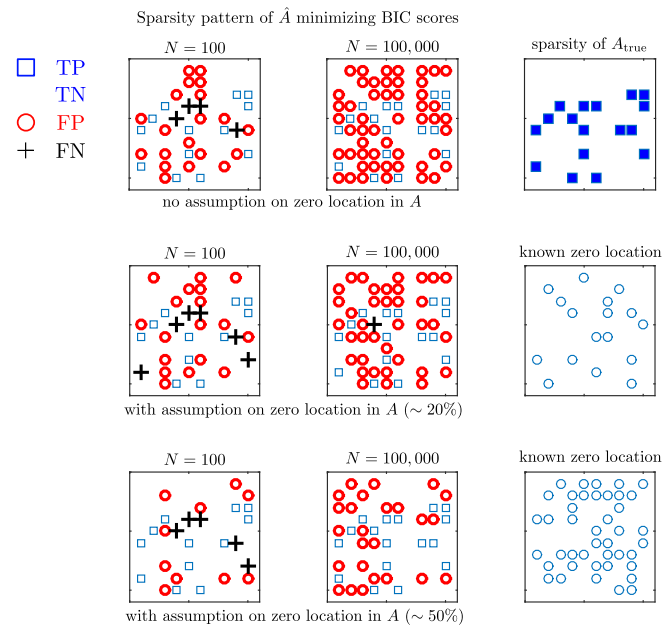 Sparsity pattern of Â minimizing BIC scores
N = 100
N = 100, 000
sparsity of A_true
TP
TN
FP
FN
no assumption on zero location in A
N = 100
N = 100, 000
known zero location
with assumption on zero location in A (∼ 20%)
N = 100
N = 100, 000
known zero location
with assumption on zero location in A (∼ 50%)